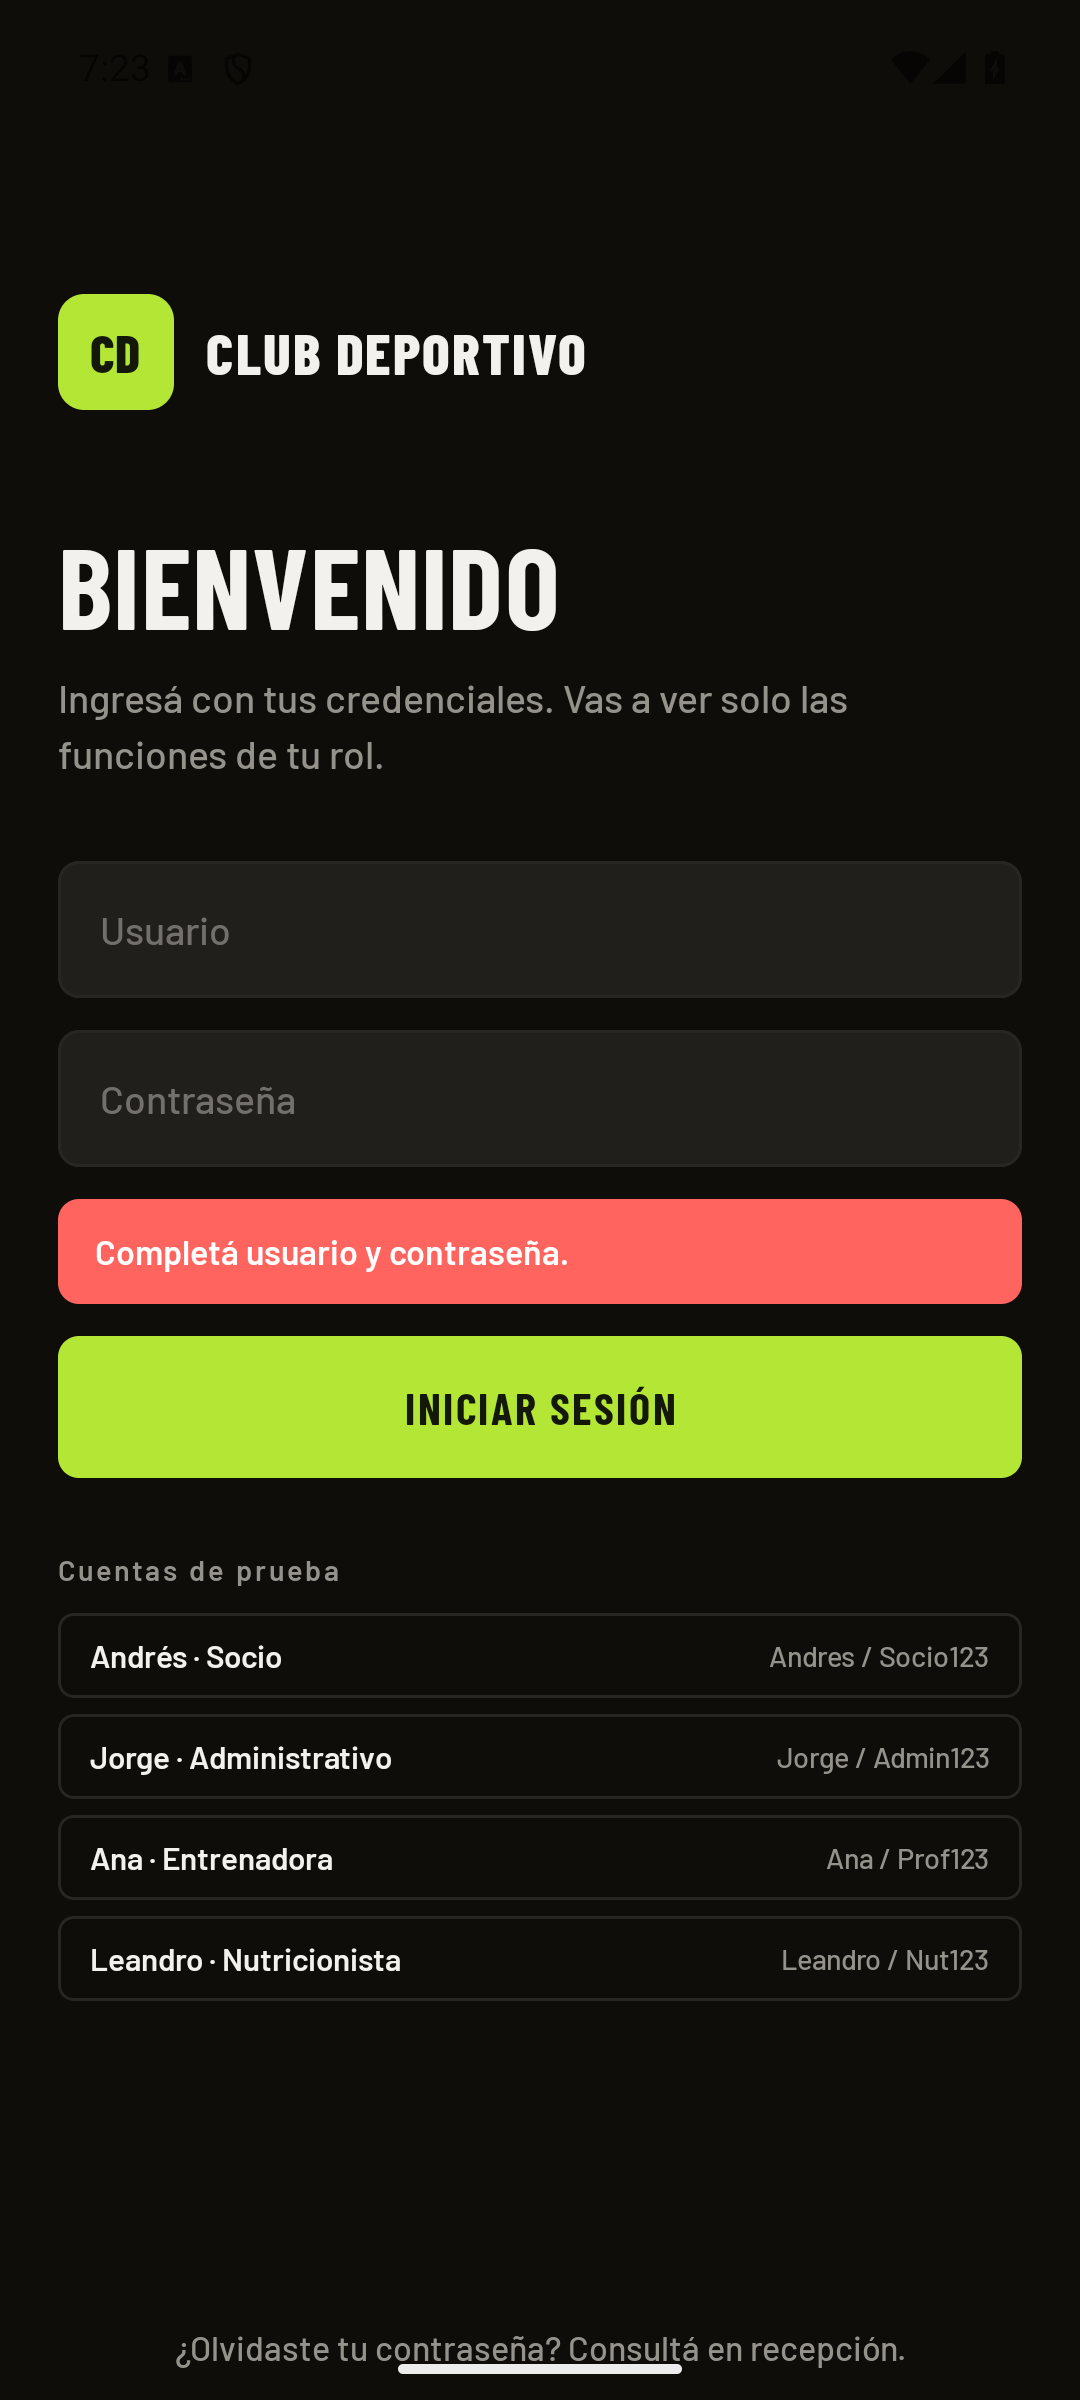 7:23
CD
CLUB DEPORTIVO
BIENVENIDO
Ingresá con tus credenciales. Vas a ver solo las
funciones de tu rol.
Usuario
Contraseña
Completá usuario y contraseña.
INICIAR SESIÓN
Cuentas de prueba
Andrés · Socio Andres / Socio123
Jorge · Administrativo Jorge / Admin123
Ana · Entrenadora Ana / Prof123
Leandro · Nutricionista Leandro / Nut123
¿Olvidaste tu contraseña? Consultá en recepción.